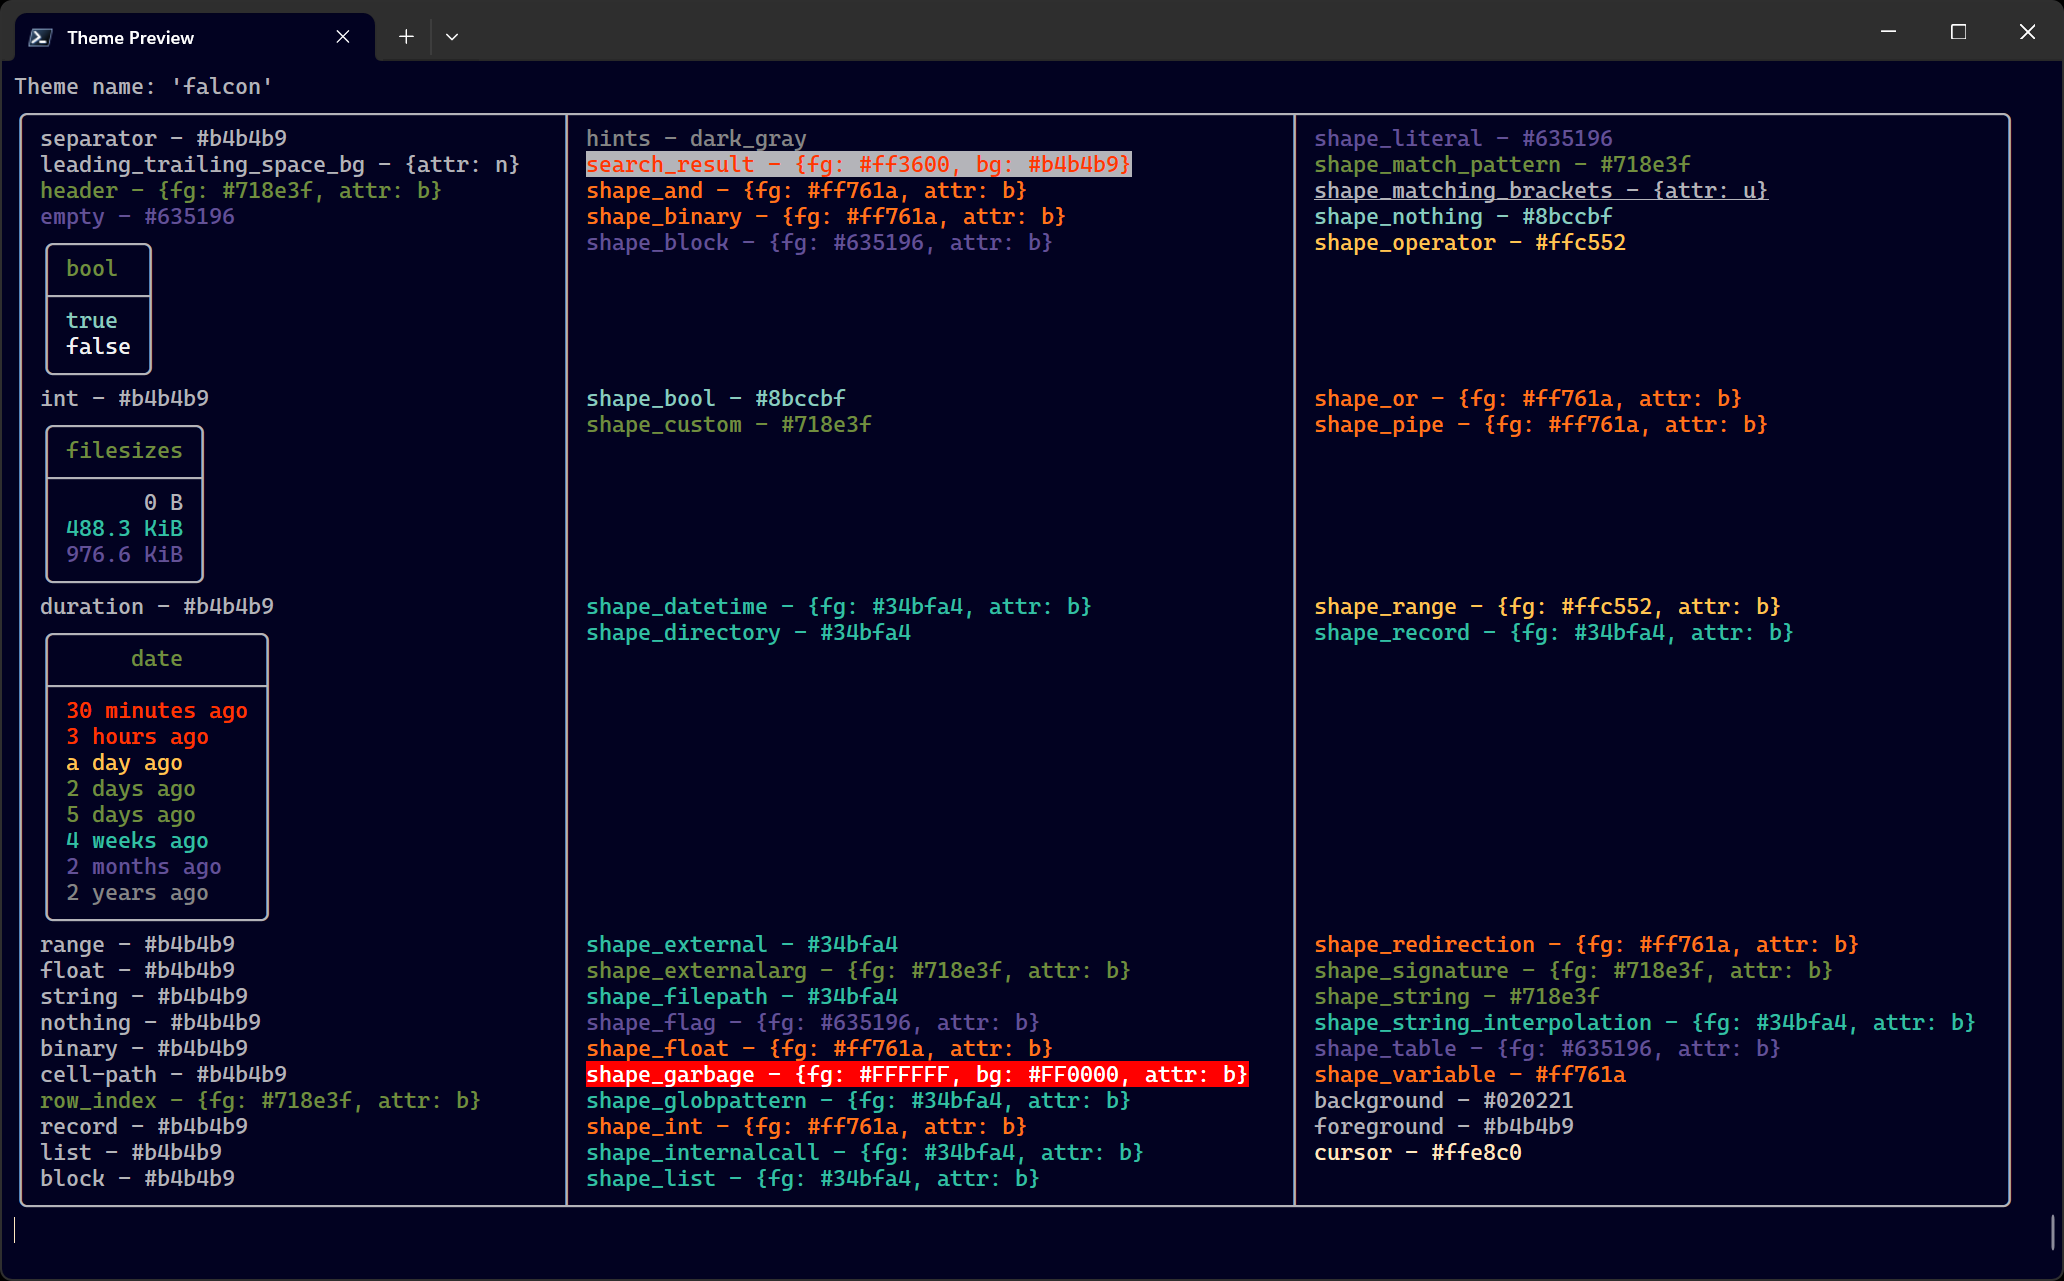 Theme Preview
Theme name: 'falcon'
separator - #b4b4b9
leading_trailing_space_bg - {attr: n}
header - {fg: #718e3f, attr: b}
empty - #635196
bool
true
false
int - #b4b4b9
filesizes
0 B
488.3 KiB
976.6 KiB
duration - #b4b4b9
date
30 minutes ago
3 hours ago
a day ago
2 days ago
5 days ago
4 weeks ago
2 months ago
2 years ago
range - #b4b4b9
float - #b4b4b9
string - #b4b4b9
nothing - #b4b4b9
binary - #b4b4b9
cell-path - #b4b4b9
row_index - {fg: #718e3f, attr: b}
record - #b4b4b9
list - #b4b4b9
block - #b4b4b9
hints - dark_gray
search_result - {fg: #ff3600, bg: #b4b4b9}
shape_and - {fg: #ff761a, attr: b}
shape_binary - {fg: #ff761a, attr: b}
shape_block - {fg: #635196, attr: b}
shape_bool - #8bccbf
shape_custom - #718e3f
shape_datetime - {fg: #34bfa4, attr: b}
shape_directory - #34bfa4
shape_external - #34bfa4
shape_externalarg - {fg: #718e3f, attr: b}
shape_filepath - #34bfa4
shape_flag - {fg: #635196, attr: b}
shape_float - {fg: #ff761a, attr: b}
shape_garbage - {fg: #FFFFFF, bg: #FF0000, attr: b}
shape_globpattern - {fg: #34bfa4, attr: b}
shape_int - {fg: #ff761a, attr: b}
shape_internalcall - {fg: #34bfa4, attr: b}
shape_list - {fg: #34bfa4, attr: b}
shape_literal - #635196
shape_match_pattern - #718e3f
shape_matching_brackets - {attr: u}
shape_nothing - #8bccbf
shape_operator - #ffc552
shape_or - {fg: #ff761a, attr: b}
shape_pipe - {fg: #ff761a, attr: b}
shape_range - {fg: #ffc552, attr: b}
shape_record - {fg: #34bfa4, attr: b}
shape_redirection - {fg: #ff761a, attr: b}
shape_signature - {fg: #718e3f, attr: b}
shape_string - #718e3f
shape_string_interpolation - {fg: #34bfa4, attr: b}
shape_table - {fg: #635196, attr: b}
shape_variable - #ff761a
background - #020221
foreground - #b4b4b9
cursor - #ffe8c0